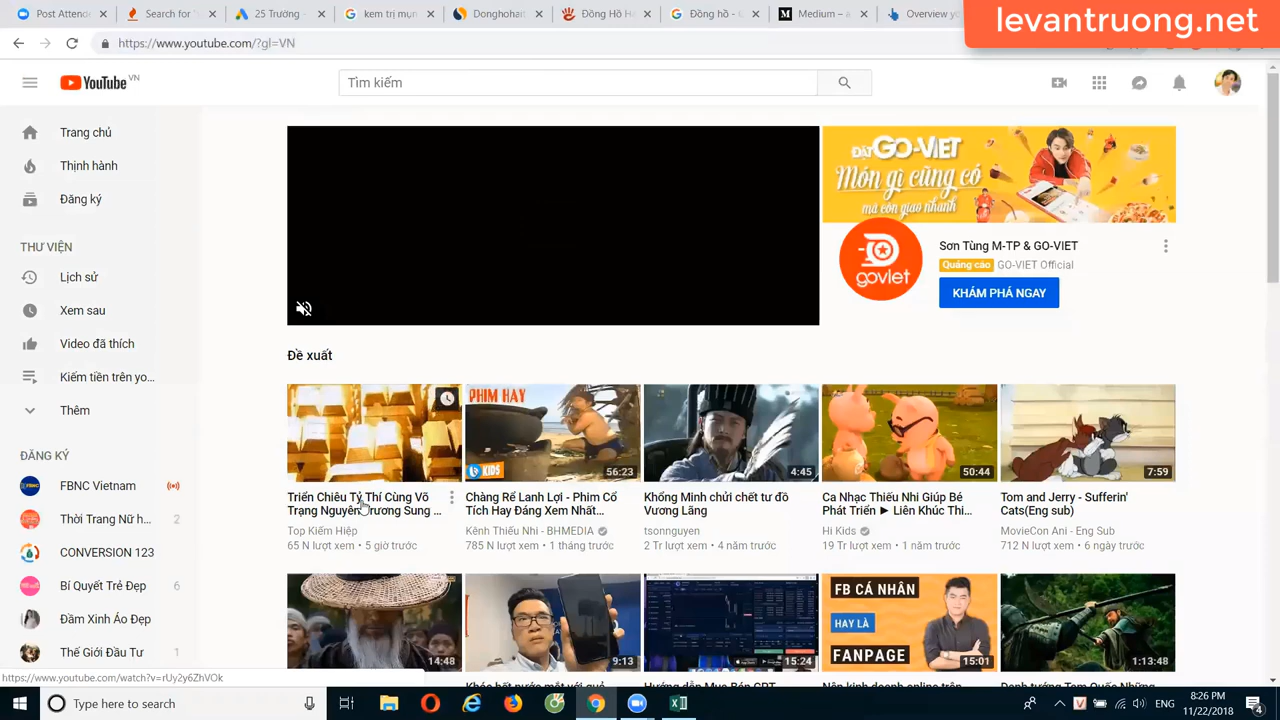 Post Attend
Search for "
25 Trường -
ken trị mụn
Donghohan
Đồng Hồ H
Đồng hồ - G
Medium – a
Overview y
levantruong.net
https://www.youtube.com/?gl=VN
YouTube VN
Tìm kiếm
Trang chủ
Thịnh hành
Đăng ký
THƯ VIỆN
Lịch sử
Xem sau
Video đã thích
Kiếm tiền trên yo...
Thêm
ĐĂNG KÝ
FBNC Vietnam
Thời Trang Nữ h... 2
CONVERSION 123
BI Quyết Trẻ Đẹp 6
Đẹp
Đầu Tư 1
ĐẶT GO-VIET
Món gì cũng có
mà còn giao nhanh
goviet
Sơn Tùng M-TP & GO-VIET
Quảng cáo GO-VIET Official
KHÁM PHÁ NGAY
Đề xuất
Triển Chiêu Tỷ Thí Cùng Võ
Trạng Nguyên Trương Sung ...
Top Kiếm Hiệp
65 N lượt xem • 5 giờ trước
PHIM HAY
KIDS
56:23
Chàng Rể Lanh Lợi - Phim Cổ
Tích Hay Đáng Xem Nhất...
Kênh Thiếu Nhi - BHMEDIA
785 N lượt xem • 1 tháng trước
4:45
Khổng Minh chửi chết tư đồ
Vương Lãng
tsonnguyen
2 Tr lượt xem • 4 năm trước
50:44
Ca Nhạc Thiếu Nhi Giúp Bé
Phát Triển ► Liên Khúc Thi...
Hi Kids
19 Tr lượt xem • 1 năm trước
7:59
Tom and Jerry - Sufferin'
Cats(Eng sub)
MovieCon Ani - Eng Sub
712 N lượt xem • 6 ngày trước
14:48
9:13
15:24
FB CÁ NHÂN
HAY LÀ
FANPAGE
15:01
1:13:48
https://www.youtube.com/watch?v=rUy2y6ZhVOk
Type here to search
ENG
8:26 PM
11/22/2018
4